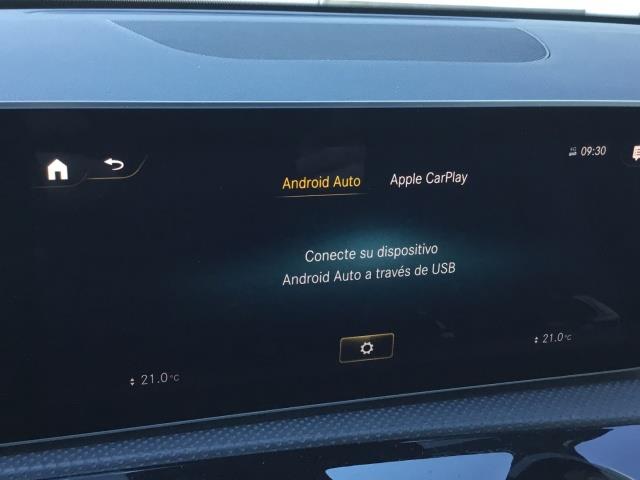 09:30
Android Auto Apple CarPlay
Conecte su dispositivo
Android Auto a través de USB
21.0°C
21.0°C